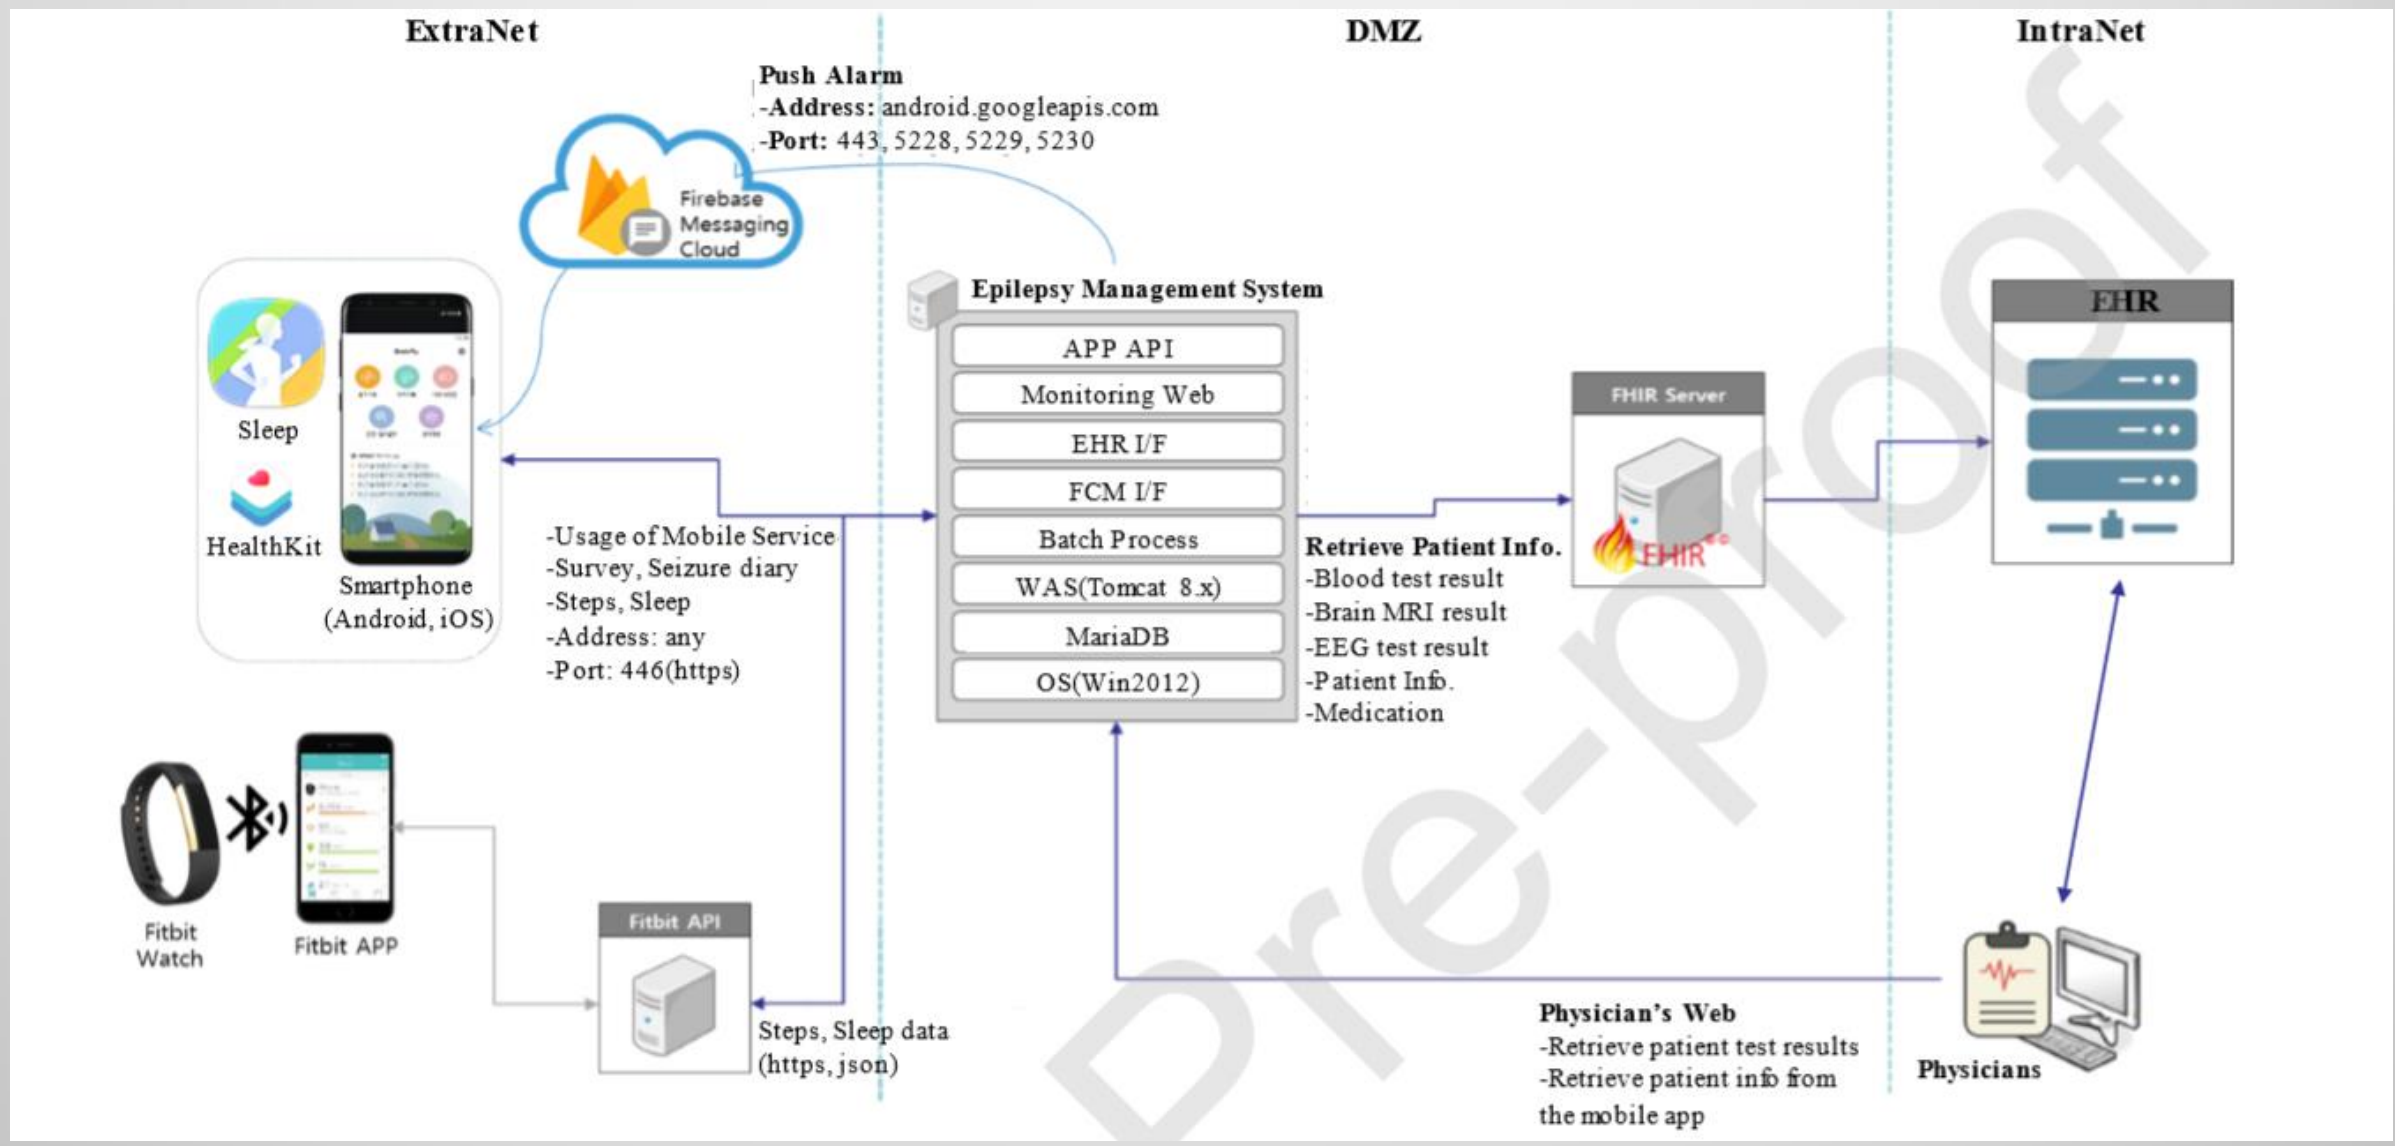 ExtraNet
DMZ
IntraNet
Push Alarm
-Address: android.googleapis.com
-Port: 443, 5228, 5229, 5230
Firebase
Messaging
Cloud
Sleep
HealthKit
Smartphone
(Android, iOS)
-Usage of Mobile Service
-Survey, Seizure diary
-Steps, Sleep
-Address: any
-Port: 446(https)
Fitbit
Watch
Fitbit APP
Fitbit API
Steps, Sleep data
(https, json)
Epilepsy Management System
APP API
Monitoring Web
EHR I/F
FCM I/F
Batch Process
WAS(Tomcat 8.x)
MariaDB
OS(Win2012)
Retrieve Patient Info.
-Blood test result
-Brain MRI result
-EEG test result
-Patient Info.
-Medication
FHIR Server
FHIR
EHR
Physician's Web
-Retrieve patient test results
-Retrieve patient info from
the mobile app
Physicians
Pre-proof